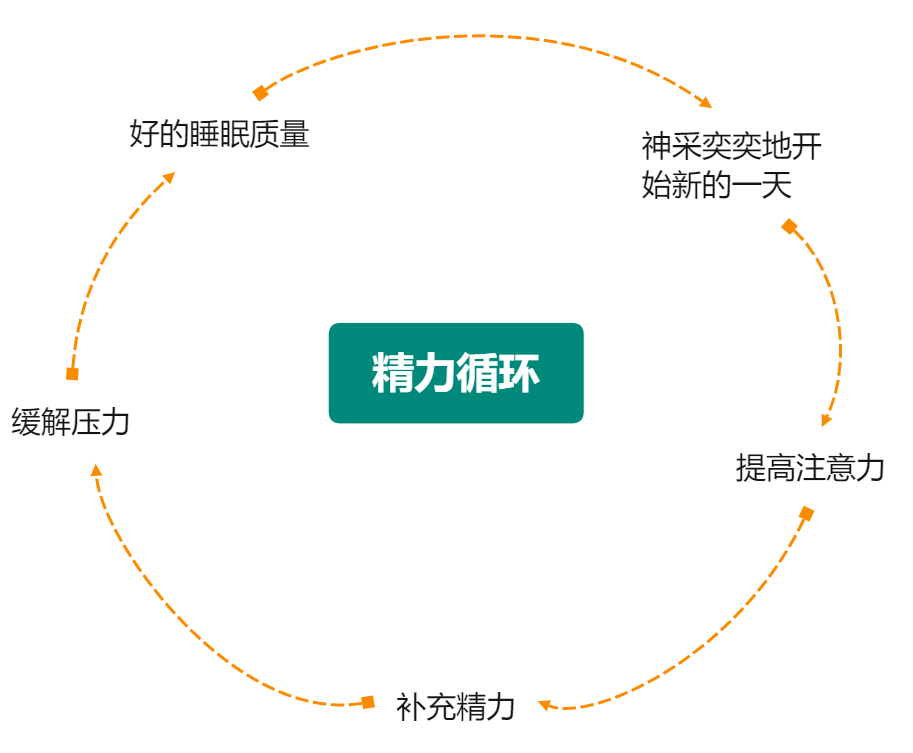 好的睡眠质量
神采奕奕地开
始新的一天
精力循环
缓解压力
提高注意力
补充精力